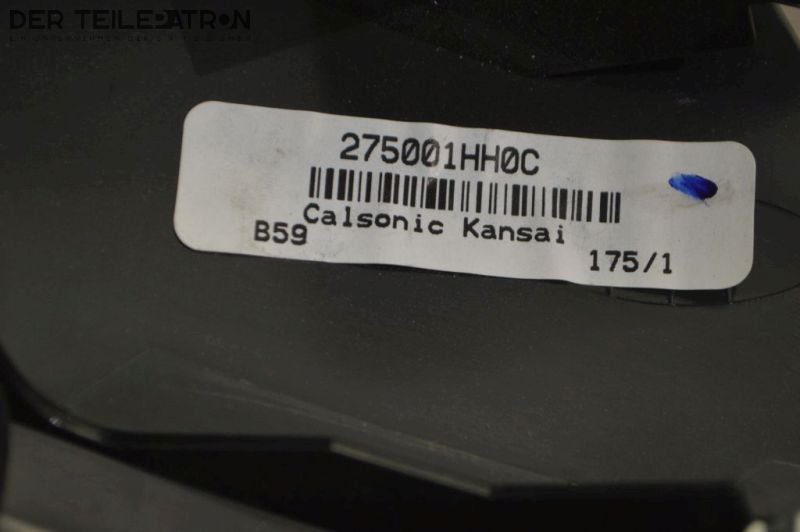 DER TEILEPATRON
275001HH0C
Calsonic Kansai
B59
175/1